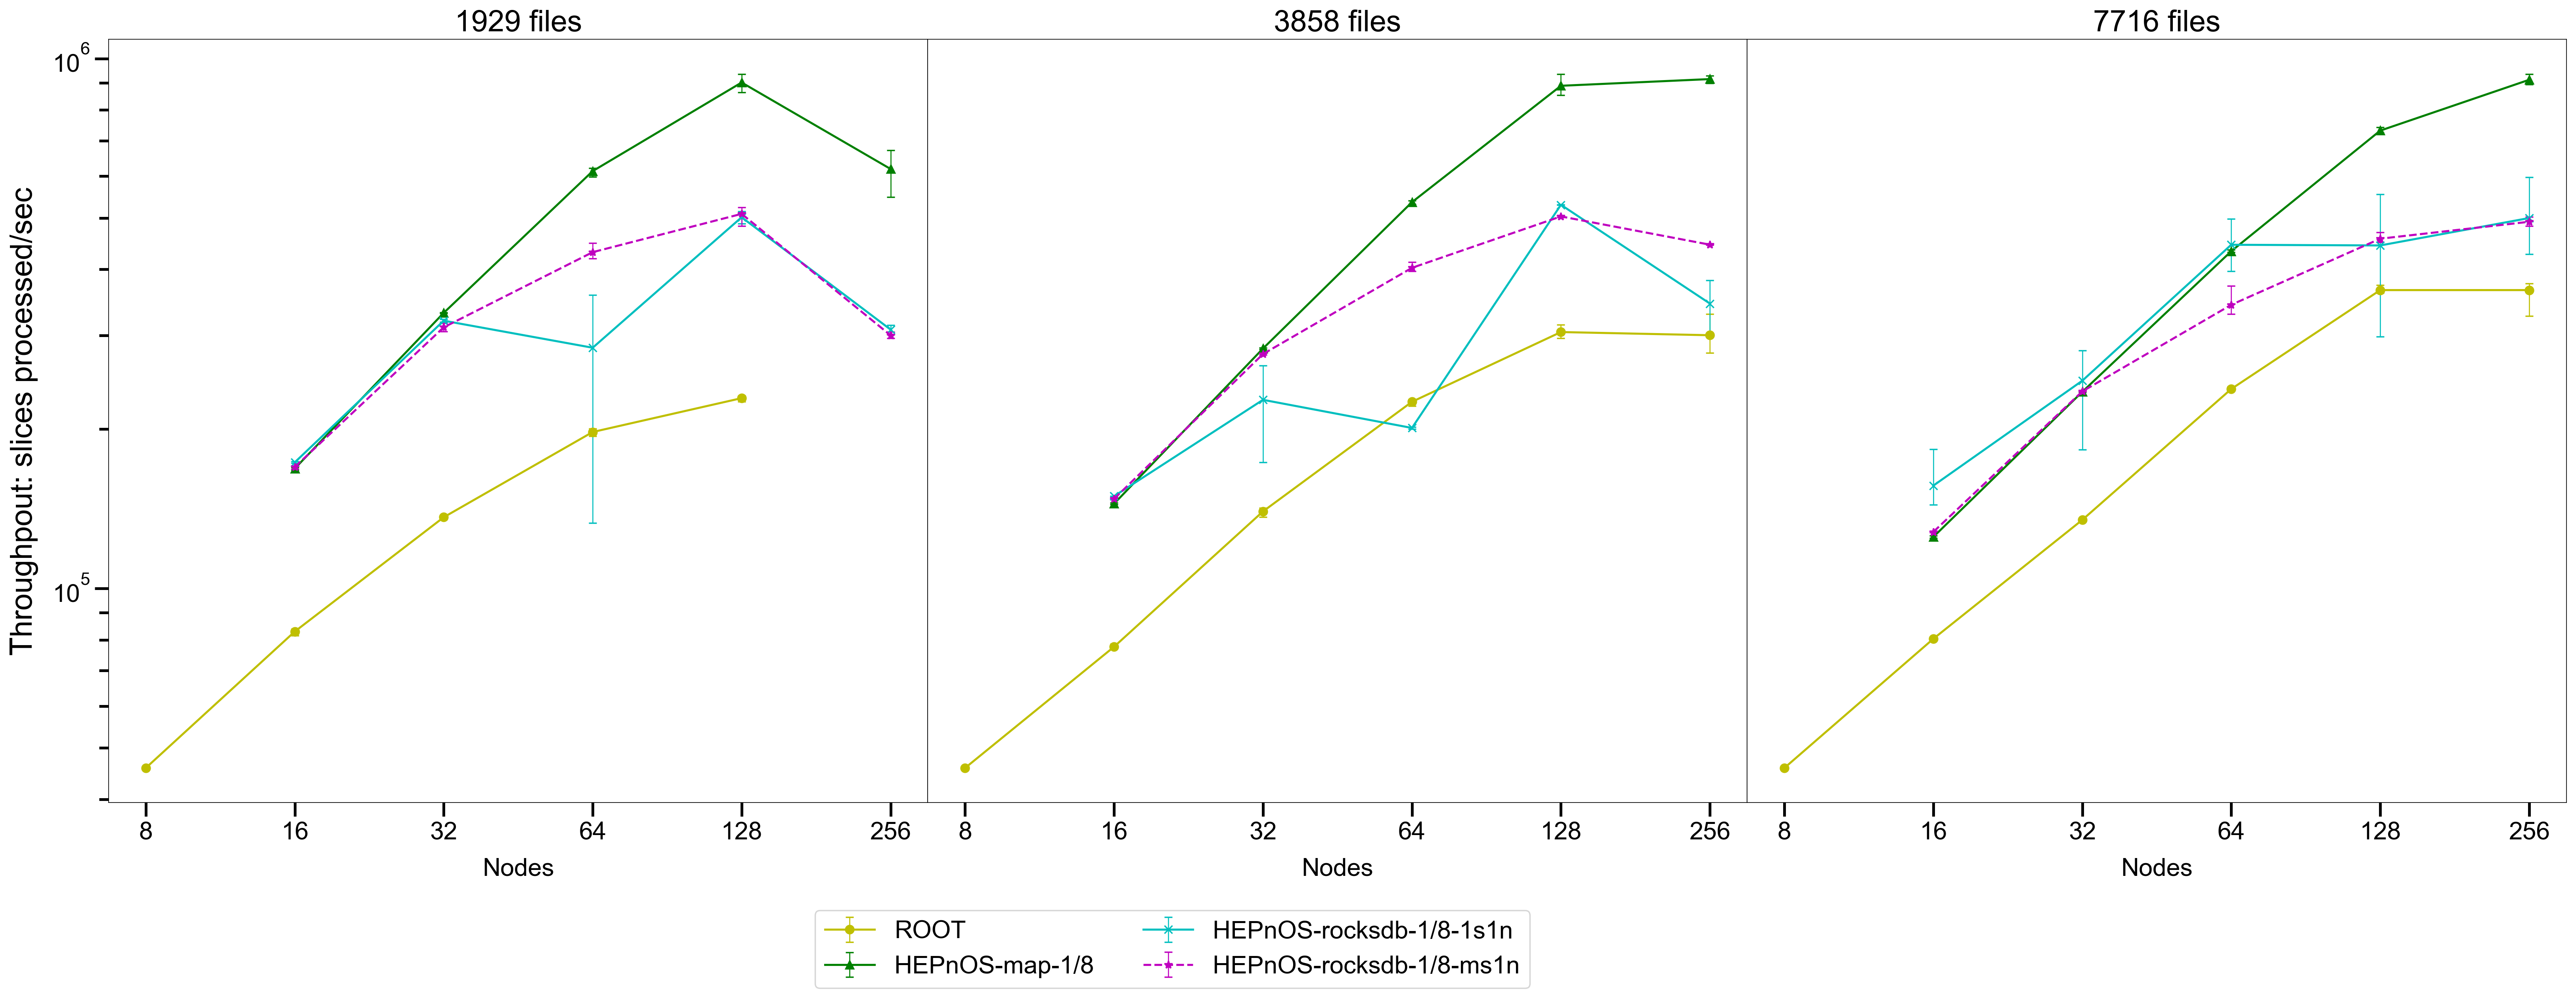 1929 files 3858 files 7716 files
Throughpout: slices processed/sec
10^6
10^5
8 16 32 64 128 256 8 16 32 64 128 256 8 16 32 64 128 256
Nodes Nodes Nodes
ROOT HEPnOS-rocksdb-1/8-1s1n
HEPnOS-map-1/8 HEPnOS-rocksdb-1/8-ms1n